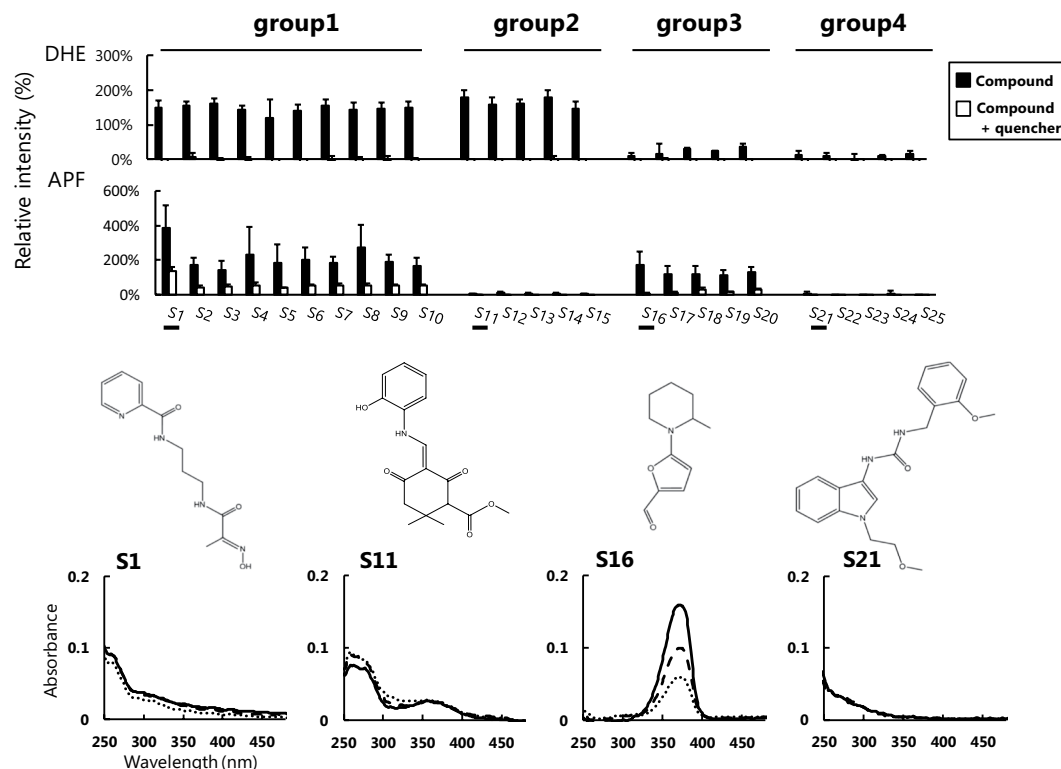 group1 group2 group3 group4
DHE
300%
200%
100%
0%
Compound
Compound
+ quencher
Relative intensity (%)
APF
600%
400%
200%
0%
S1 S2 S3 S4 S5 S6 S7 S8 S9 S10 S11 S12 S13 S14 S15 S16 S17 S18 S19 S20 S21 S22 S23 S24 S25
N
O
HN
NH
O
N
OH
HO
HN
O
O
O
O
N
O
O
O
HN
HN
O
N
O
S1 S11 S16 S21
Absorbance
0.2 0.2 0.2 0.2
0.1 0.1 0.1 0.1
0 0 0 0
250 300 350 400 450 250 300 350 400 450 250 300 350 400 450 250 300 350 400 450
Wavelength (nm)